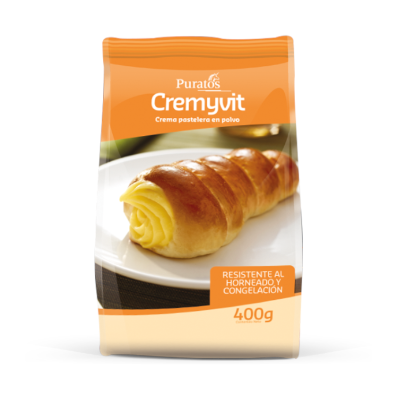 Puratos
Cremyvit
Crema pastelera en polvo
RESISTENTE AL
HORNEADO Y
CONGELACIÓN
400g